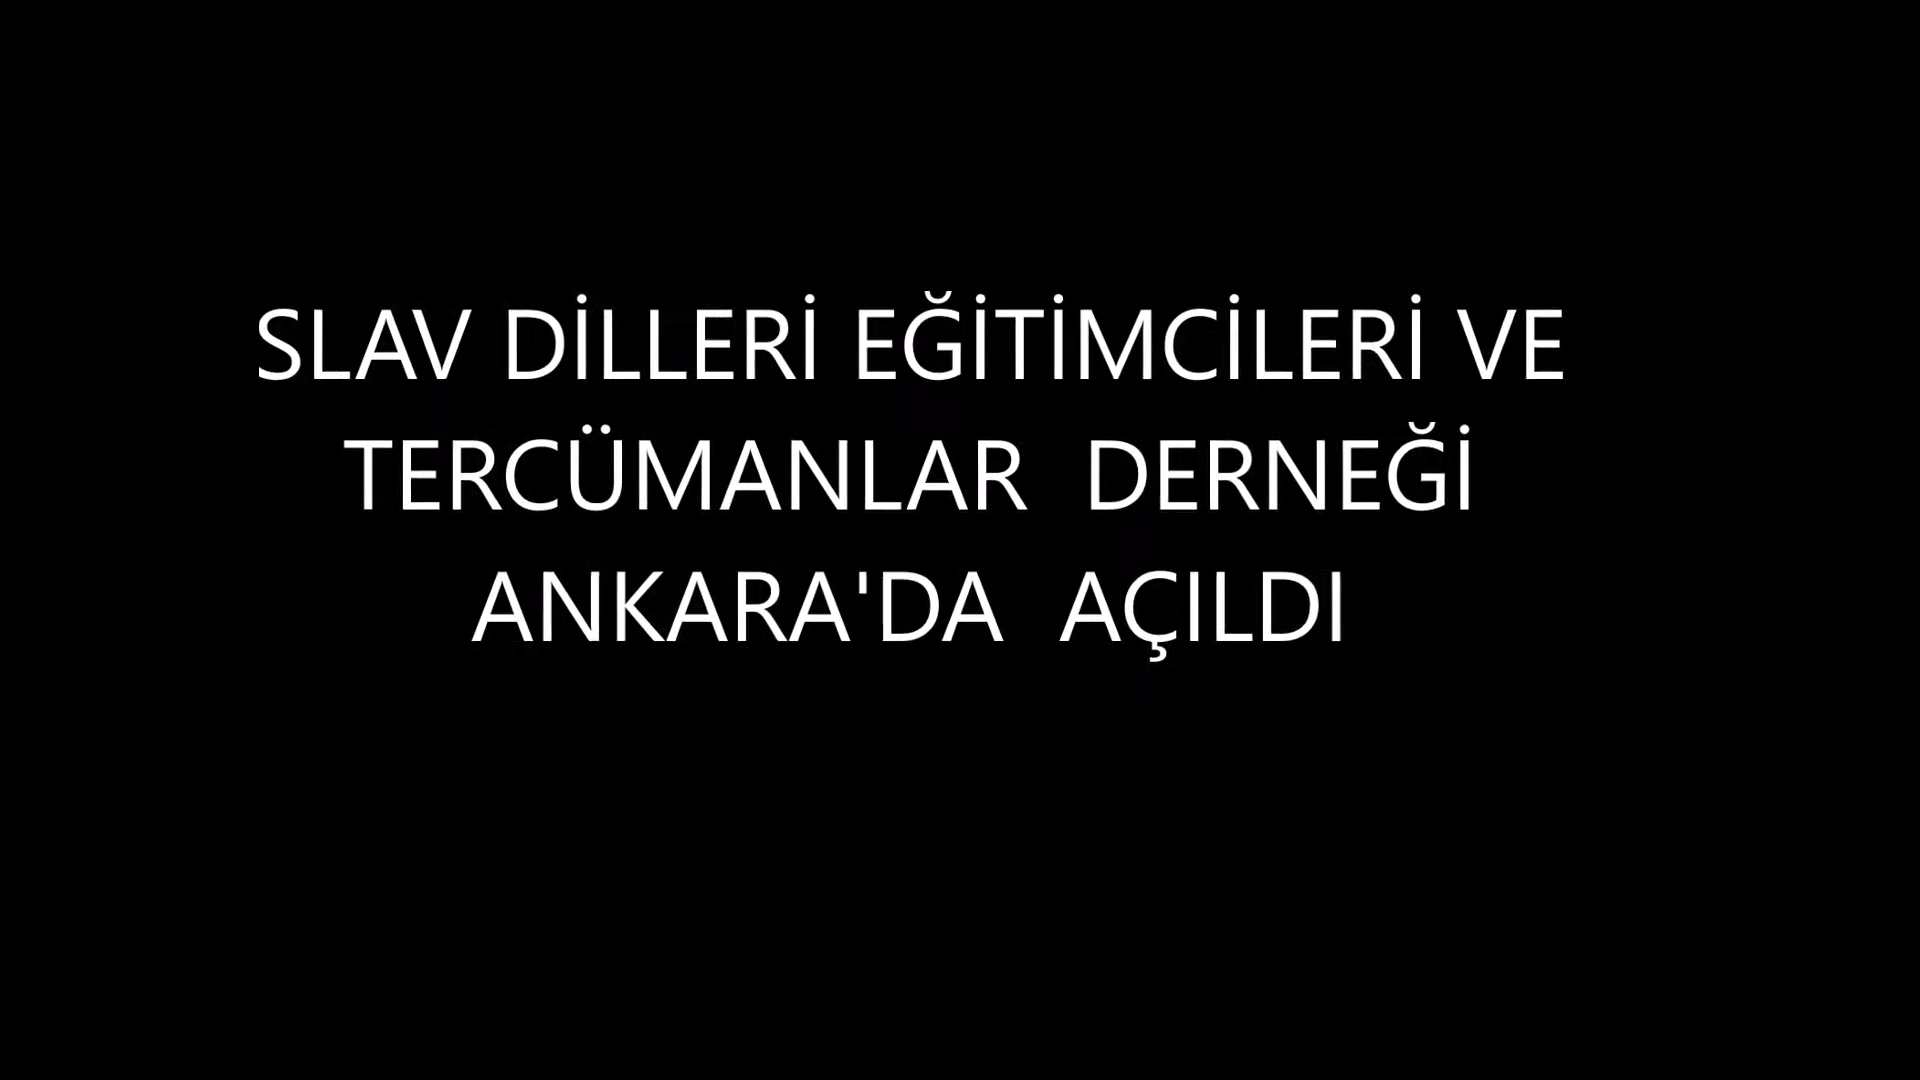 SLAV DİLLERİ EĞİTİMCİLERİ VE
TERCÜMANLAR  DERNEĞİ
ANKARA'DA  AÇILDI